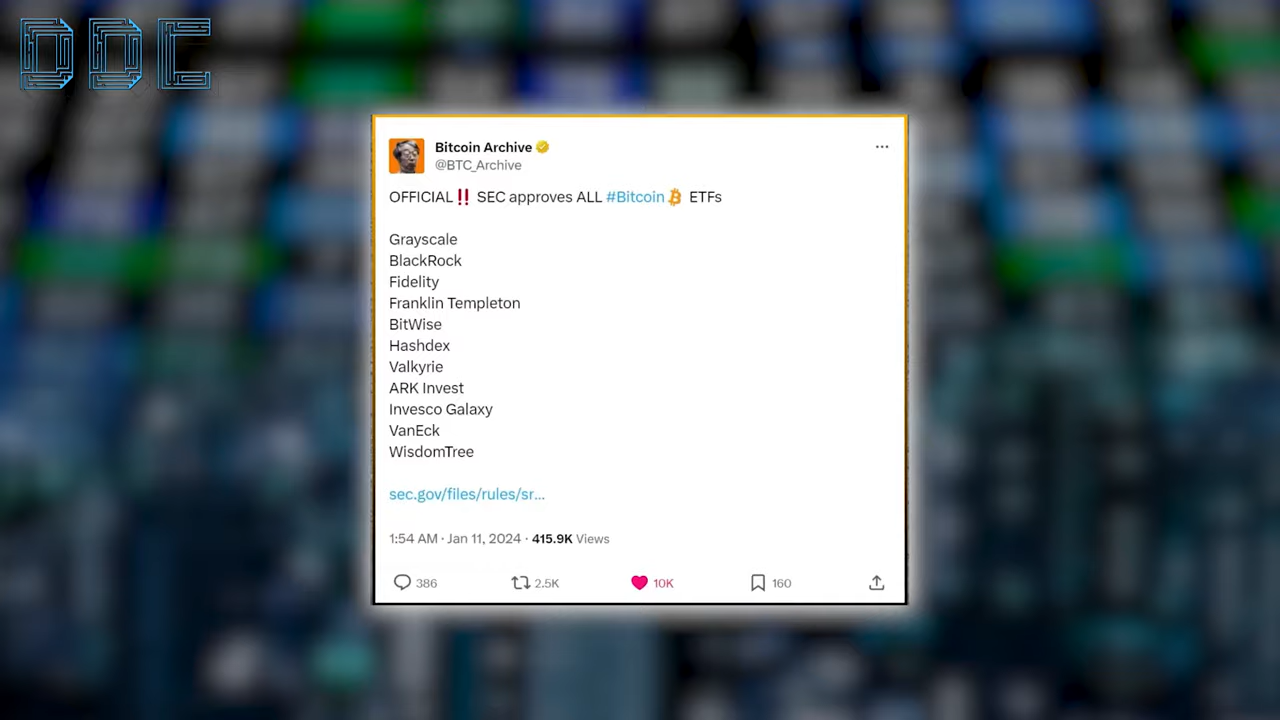 DDC
Bitcoin Archive
@BTC_Archive
OFFICIAL‼️ SEC approves ALL #Bitcoin ETFs
Grayscale
BlackRock
Fidelity
Franklin Templeton
BitWise
Hashdex
Valkyrie
ARK Invest
Invesco Galaxy
VanEck
WisdomTree
sec.gov/files/rules/sr...
1:54 AM · Jan 11, 2024 · 415.9K Views
386 2.5K 10K 160